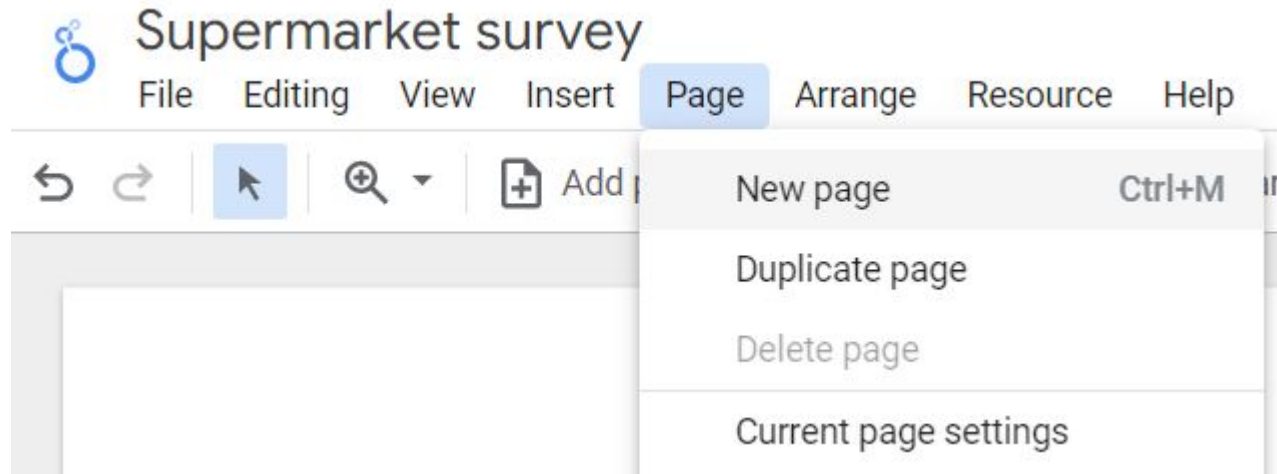 Supermarket survey
File Editing View Insert Page Arrange Resource Help
Add
New page Ctrl+M
Duplicate page
Delete page
Current page settings